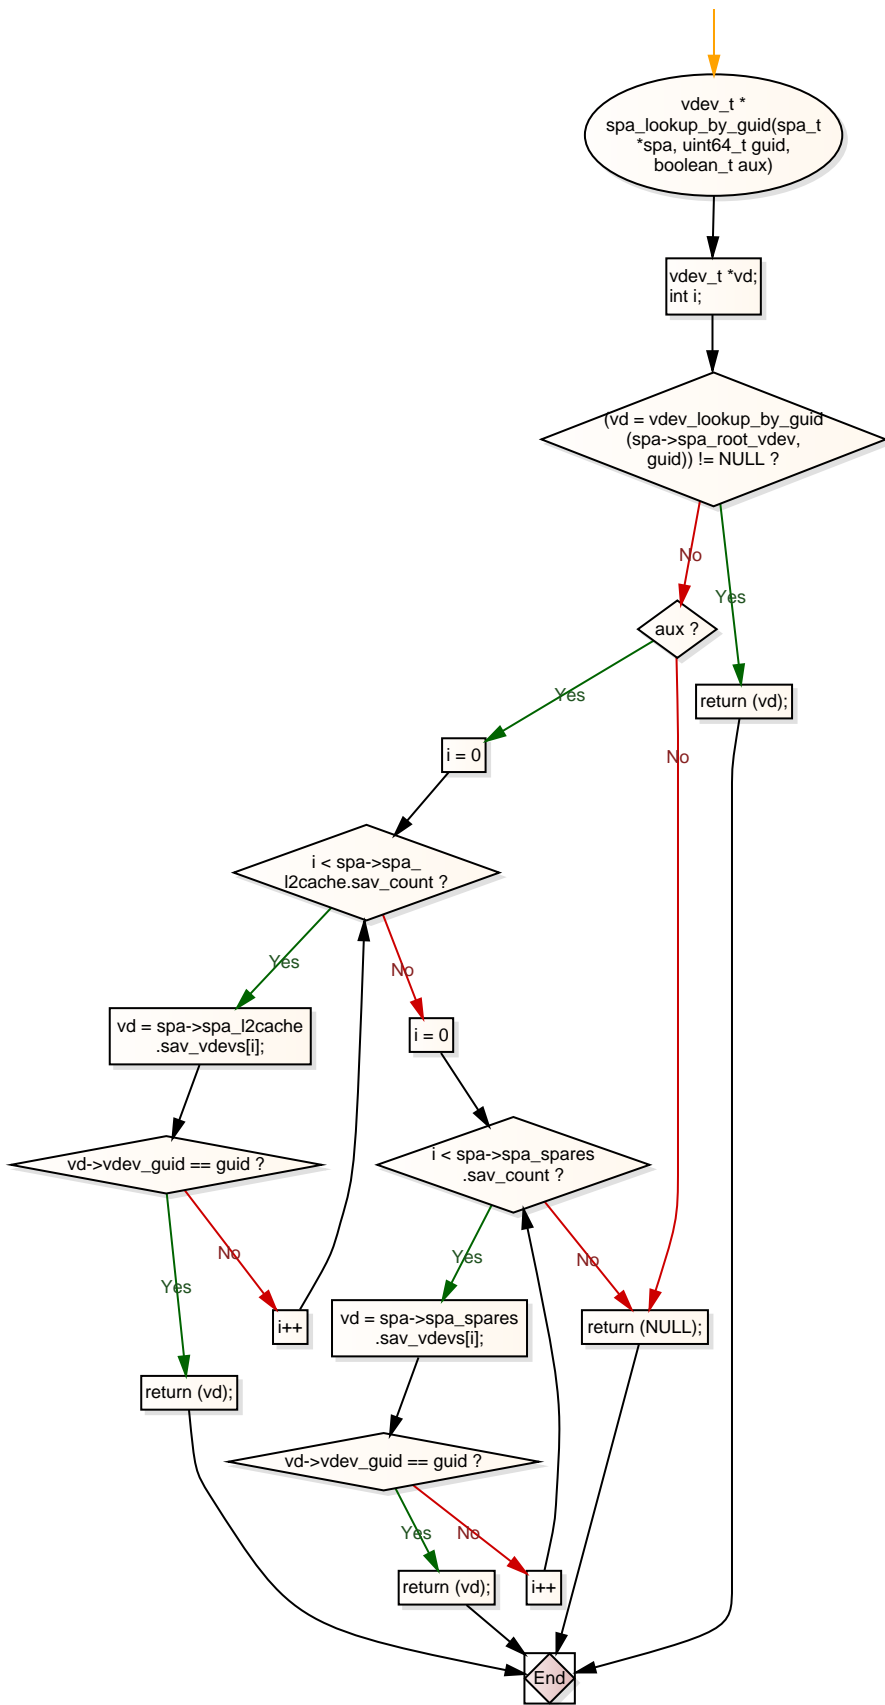 vdev_t *
spa_lookup_by_guid(spa_t
*spa, uint64_t guid,
boolean_t aux)
vdev_t *vd;
int i;
(vd = vdev_lookup_by_guid
(spa->spa_root_vdev,
guid)) != NULL ?
No
Yes
aux ?
return (vd);
Yes
No
i = 0
i < spa->spa_
l2cache.sav_count ?
Yes
No
vd = spa->spa_l2cache
.sav_vdevs[i];
i = 0
vd->vdev_guid == guid ?
i < spa->spa_spares
.sav_count ?
Yes
No
Yes
No
i++
vd = spa->spa_spares
.sav_vdevs[i];
return (NULL);
return (vd);
vd->vdev_guid == guid ?
Yes
No
return (vd);
i++
End